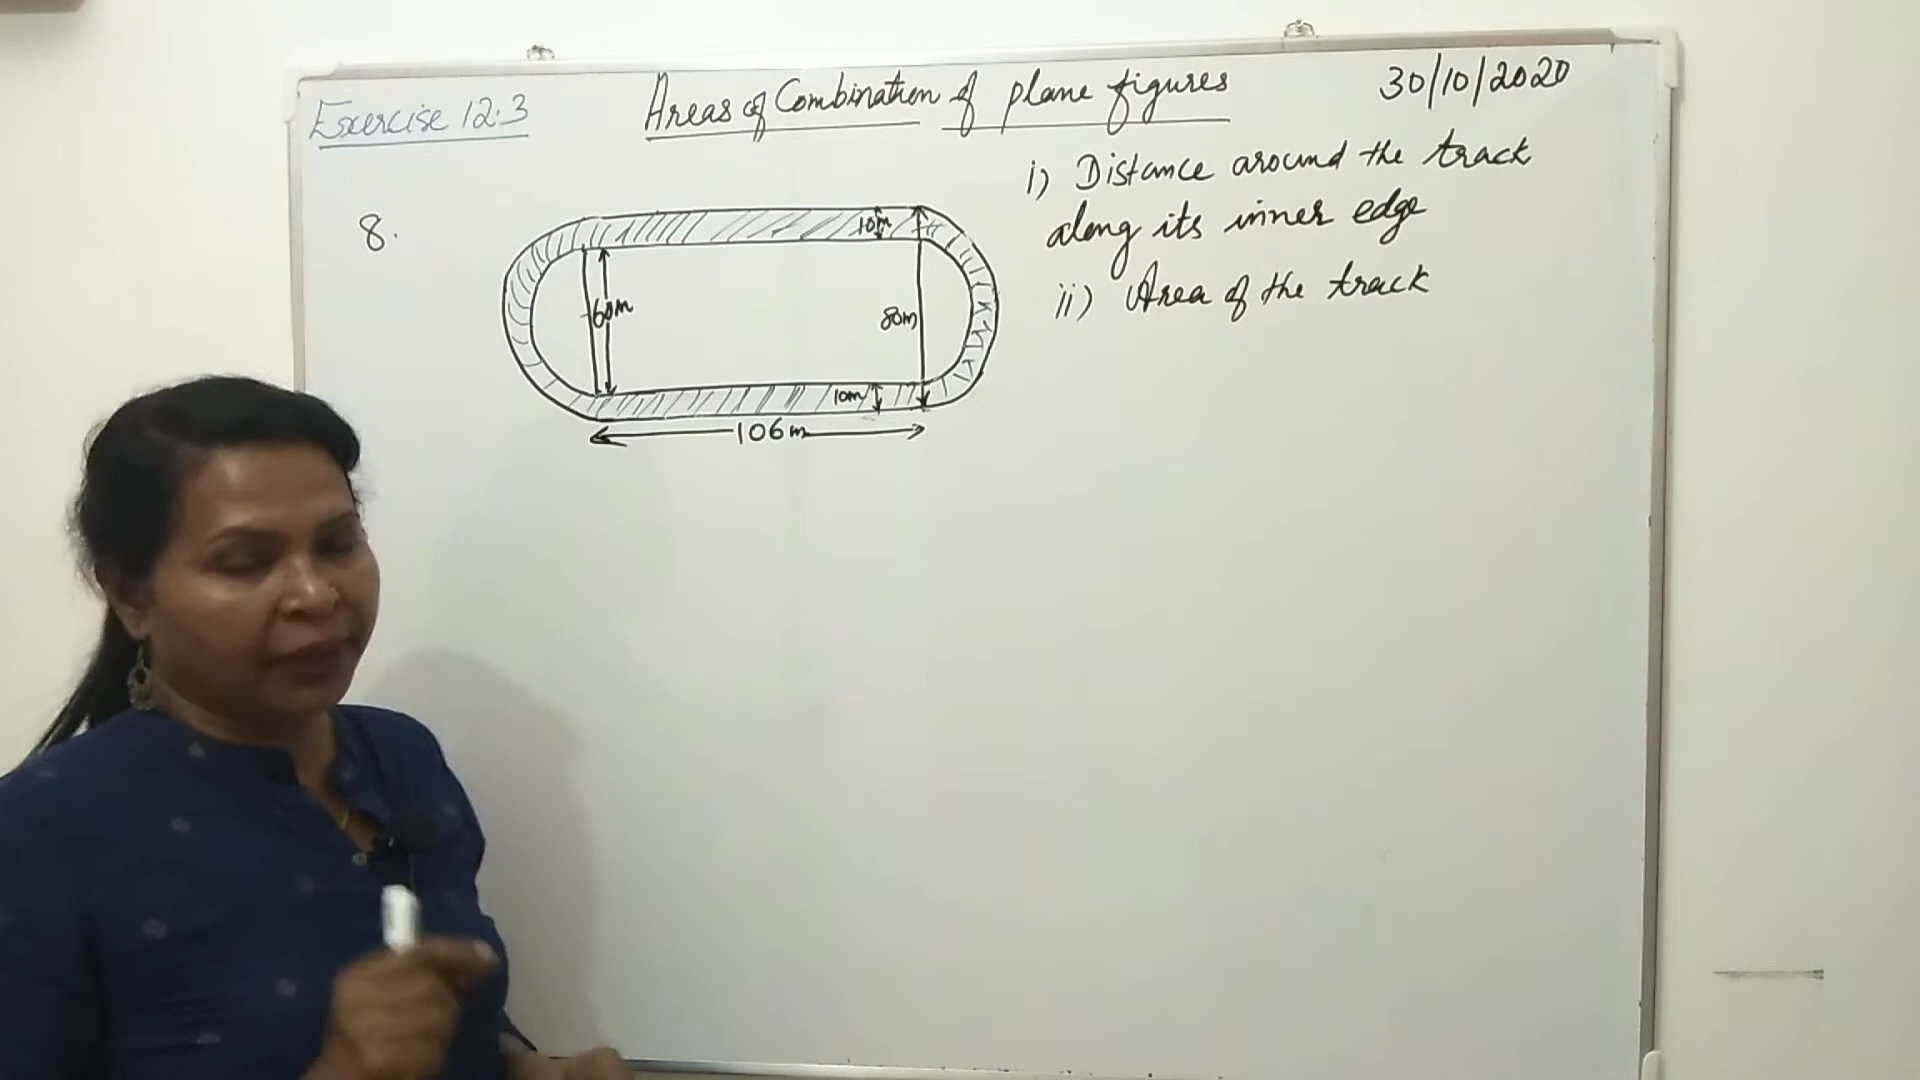 Exercise 12.3
Areas of Combination of plane figures
30/10/2020
i) Distance around the track
along its inner edge
ii) Area of the track
8.
10m
60m
80m
10m
106m